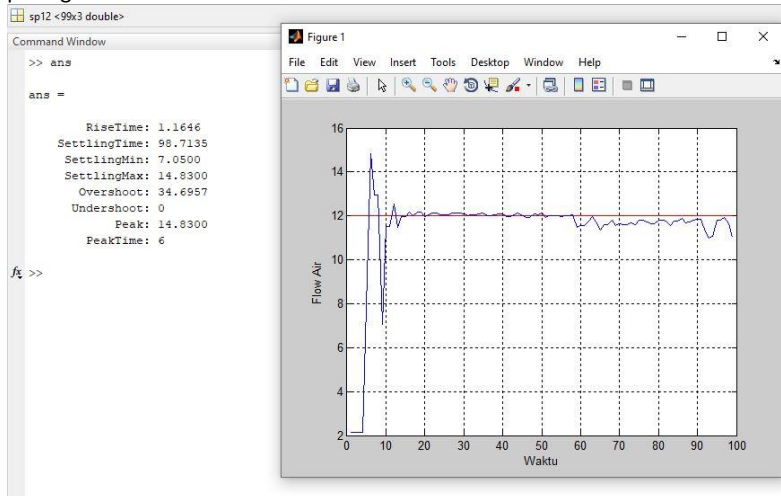 sp12 <99x3 double>
Command Window
>> ans
ans =
RiseTime: 1.1646
SettlingTime: 98.7135
SettlingMin: 7.0500
SettlingMax: 14.8300
Overshoot: 34.6957
Undershoot: 0
Peak: 14.8300
PeakTime: 6
fx >>
Figure 1
File Edit View Insert Tools Desktop Window Help
16
14
12
10
8
6
4
2
Flow Air
0 10 20 30 40 50 60 70 80 90 100
Waktu